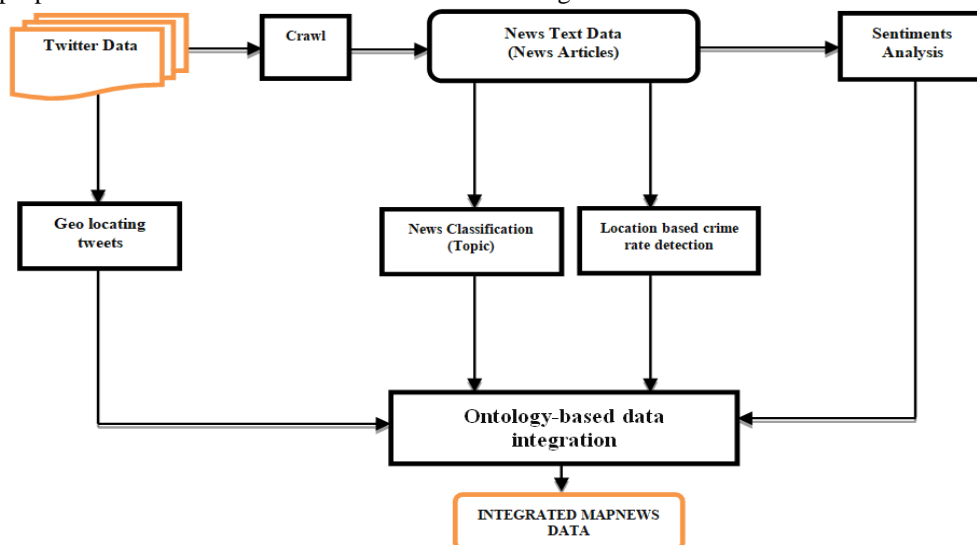 Twitter Data
Crawl
News Text Data
(News Articles)
Sentiments
Analysis
Geo locating
tweets
News Classification
(Topic)
Location based crime
rate detection
Ontology-based data
integration
INTEGRATED MAPNEWS
DATA